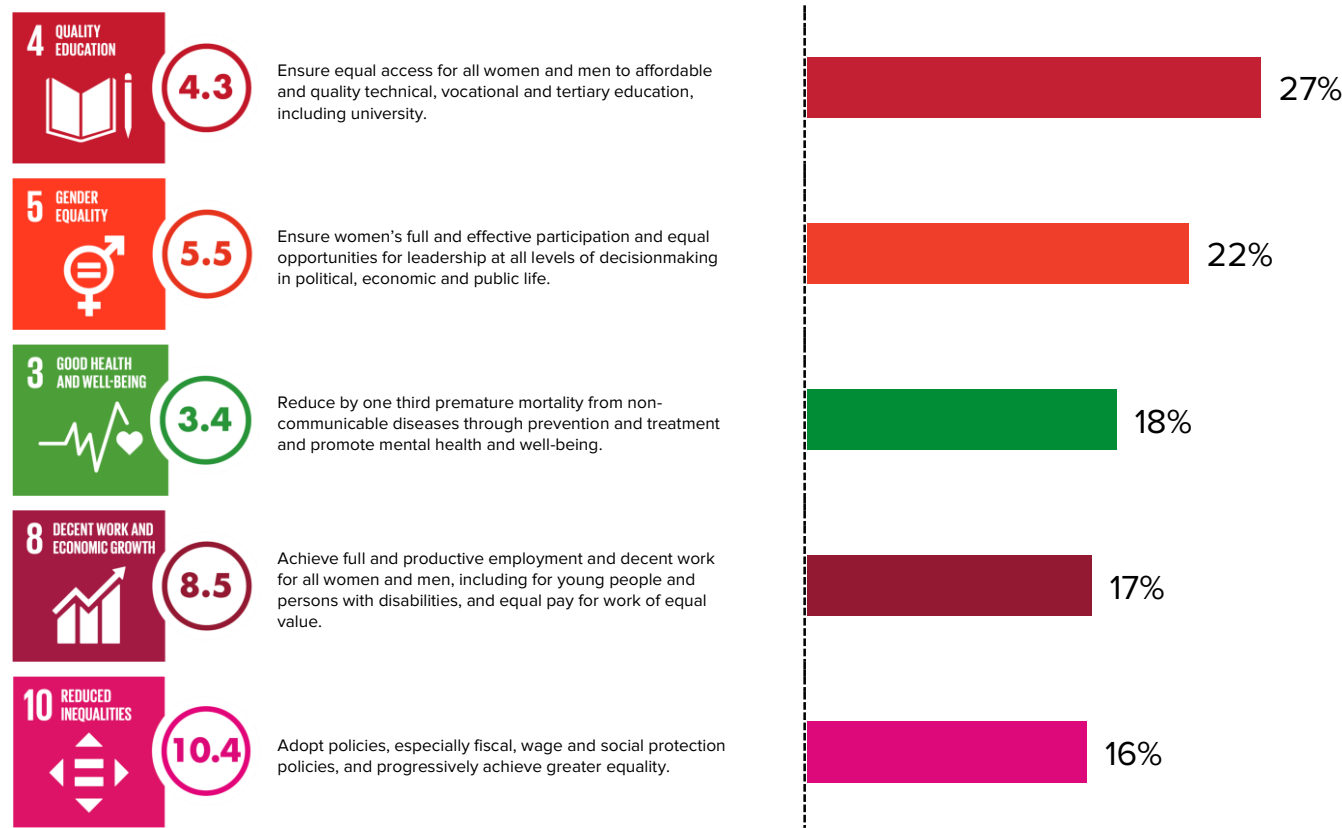 4 QUALITY
EDUCATION
4.3
Ensure equal access for all women and men to affordable
and quality technical, vocational and tertiary education,
including university.
27%
5 GENDER
EQUALITY
5.5
Ensure women’s full and effective participation and equal
opportunities for leadership at all levels of decisionmaking
in political, economic and public life.
22%
3 GOOD HEALTH
AND WELL-BEING
3.4
Reduce by one third premature mortality from non-
communicable diseases through prevention and treatment
and promote mental health and well-being.
18%
8 DECENT WORK AND
ECONOMIC GROWTH
8.5
Achieve full and productive employment and decent work
for all women and men, including for young people and
persons with disabilities, and equal pay for work of equal
value.
17%
10 REDUCED
INEQUALITIES
10.4
Adopt policies, especially fiscal, wage and social protection
policies, and progressively achieve greater equality.
16%